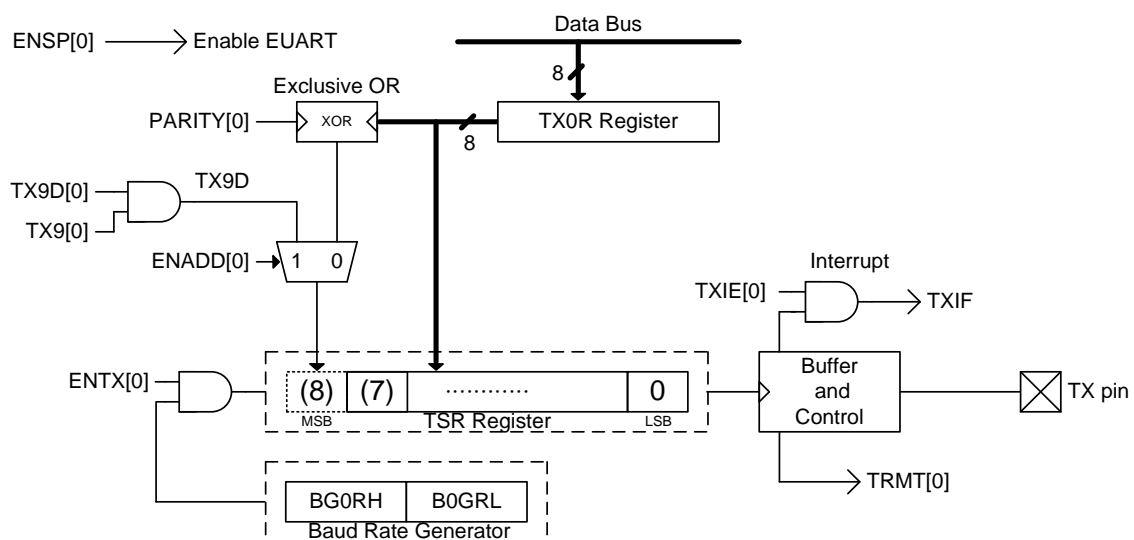 Data Bus
ENSP[0]
Enable EUART
8
Exclusive OR
PARITY[0]
XOR
8
TX0R Register
TX9D[0]
TX9D
TX9[0]
ENADD[0]
1 0
Interrupt
TXIE[0]
TXIF
ENTX[0]
(8)
(7)
............
0
MSB
TSR Register
LSB
Buffer
and
Control
TX pin
TRMT[0]
BG0RH
B0GRL
Baud Rate Generator